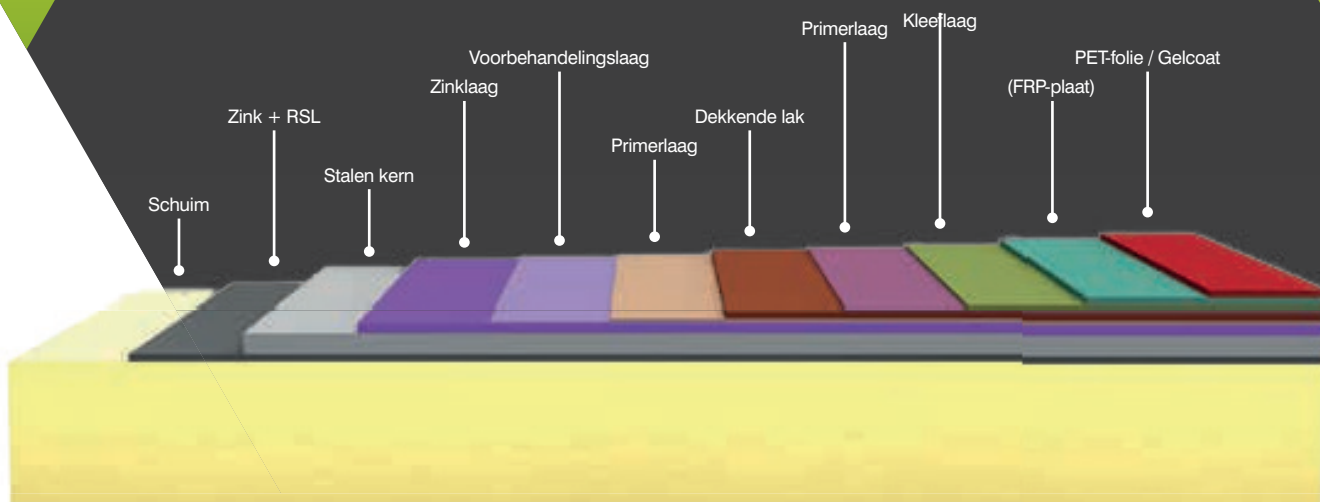 Schuim
Zink + RSL
Stalen kern
Zinklaag
Voorbehandelingslaag
Primerlaag
Dekkende lak
Primerlaag
Kleeflaag
(FRP-plaat)
PET-folie / Gelcoat